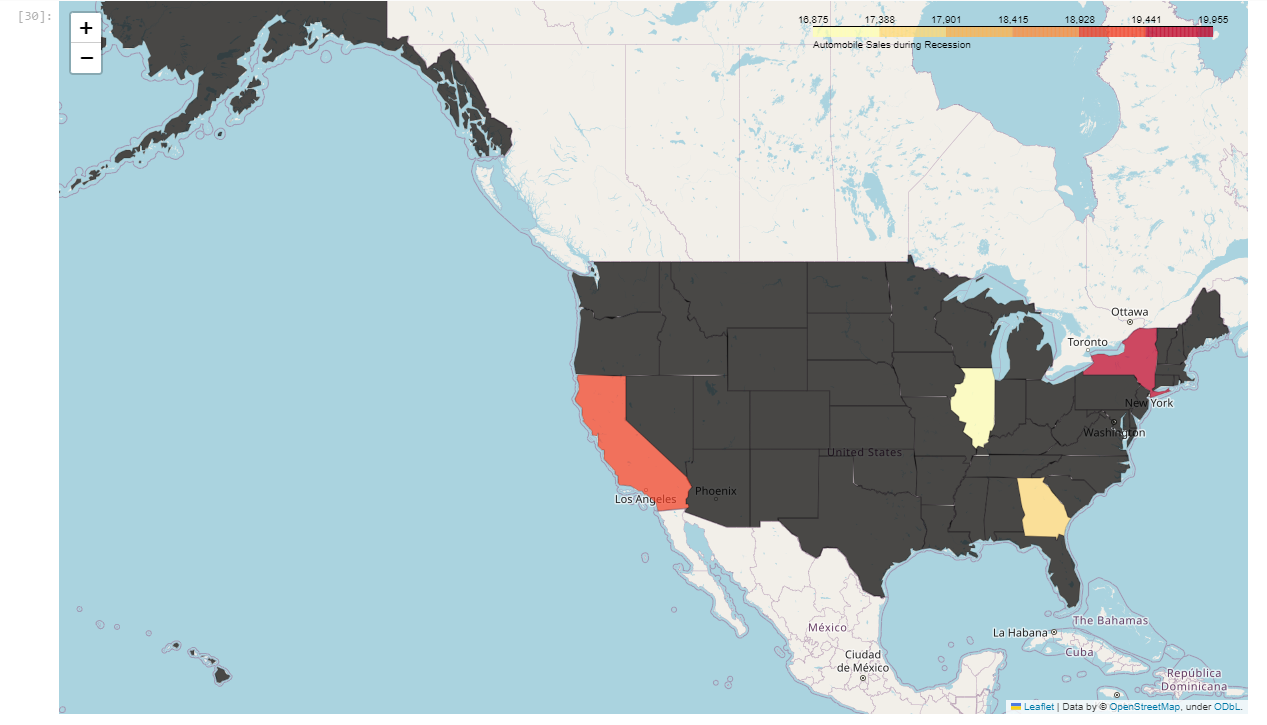 [30]:
+
−
16,875 17,388 17,901 18,415 18,928 19,441 19,955
Automobile Sales during Recession
Ottawa
Toronto
New York
Washington
United States
Phoenix
Los Angeles
La Habana
The Bahamas
México
Cuba
Ciudad
de México
República
Dominicana
Leaflet | Data by © OpenStreetMap, under ODbL.